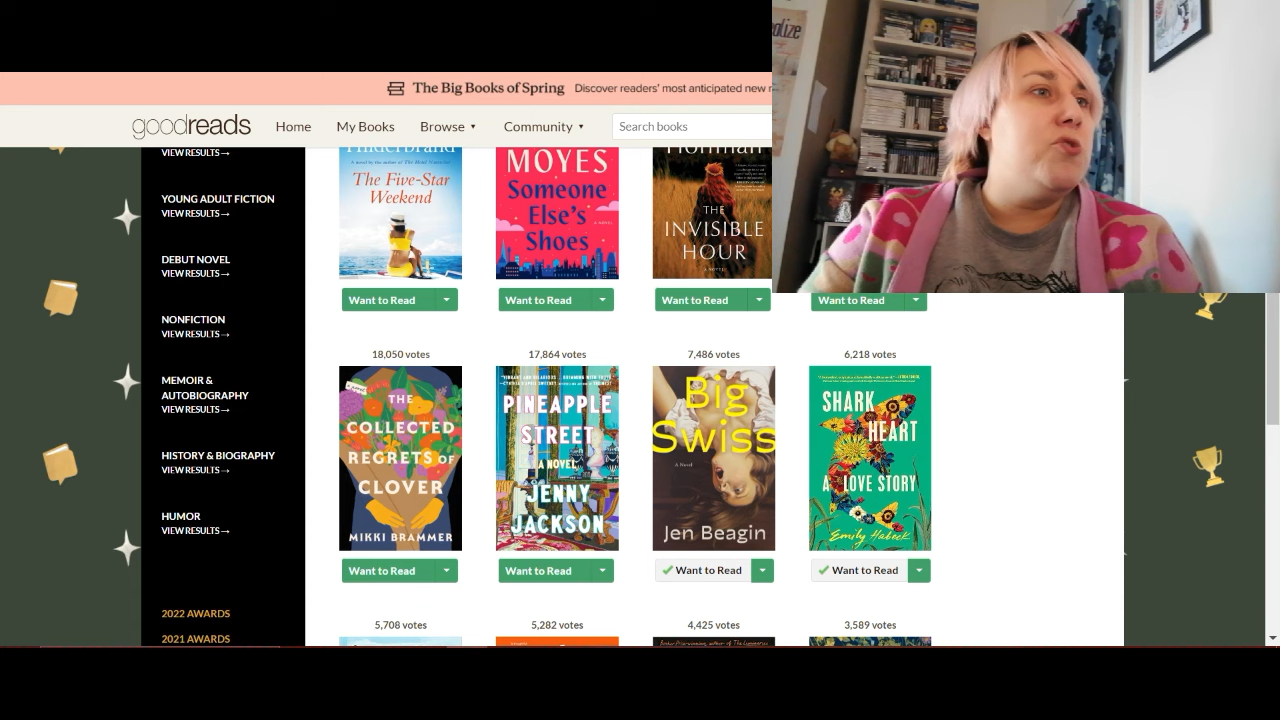 The Big Books of Spring Discover readers' most anticipated new
goodreads Home My Books Browse Community Search books
VIEW RESULTS→
YOUNG ADULT FICTION
VIEW RESULTS→
DEBUT NOVEL
VIEW RESULTS→
NONFICTION
VIEW RESULTS→
MEMOIR &
AUTOBIOGRAPHY
VIEW RESULTS→
HISTORY & BIOGRAPHY
VIEW RESULTS→
HUMOR
VIEW RESULTS→
2022 AWARDS
2021 AWARDS
The Five-Star
Weekend
MOYES
Someone
Else's
Shoes
A NOVEL
THE
INVISIBLE
HOUR
A NOVEL
Want to Read Want to Read Want to Read Want to Read
18,050 votes 17,864 votes 7,486 votes 6,218 votes
THE
COLLECTED
REGRETS OF
CLOVER
MIKKI BRAMMER
PINEAPPLE
STREET
A NOVEL
JENNY
JACKSON
Big
Swiss
A Novel
Jen Beagin
SHARK
HEART
A LOVE STORY
Emily Habeck
Want to Read Want to Read Want to Read Want to Read
5,708 votes 5,282 votes 4,425 votes 3,589 votes